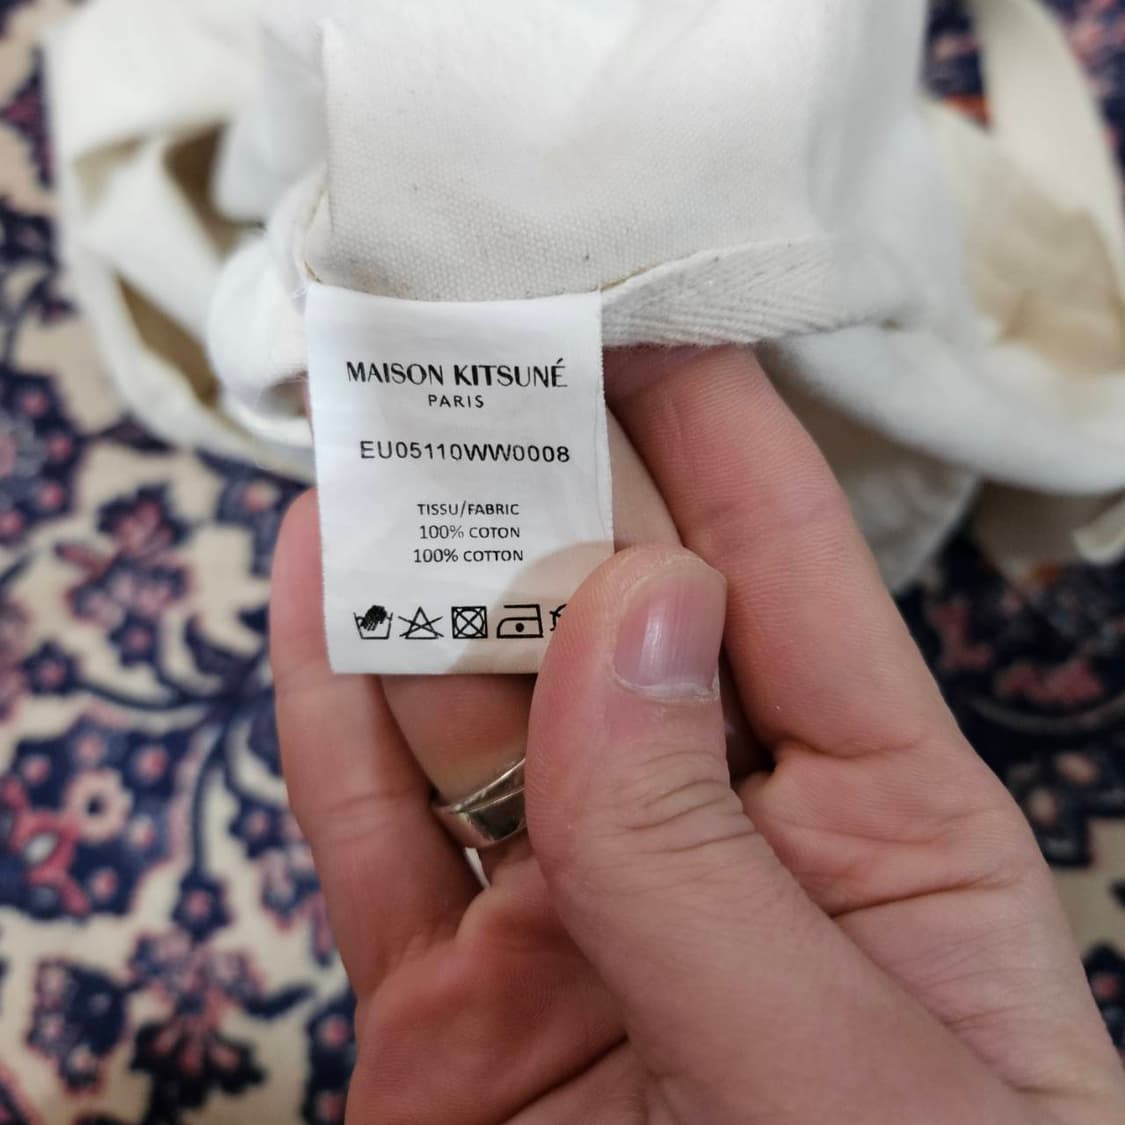 MAISON KITSUNÉ
PARIS
EU05110WW0008
TISSU/FABRIC
100% COTON
100% COTTON